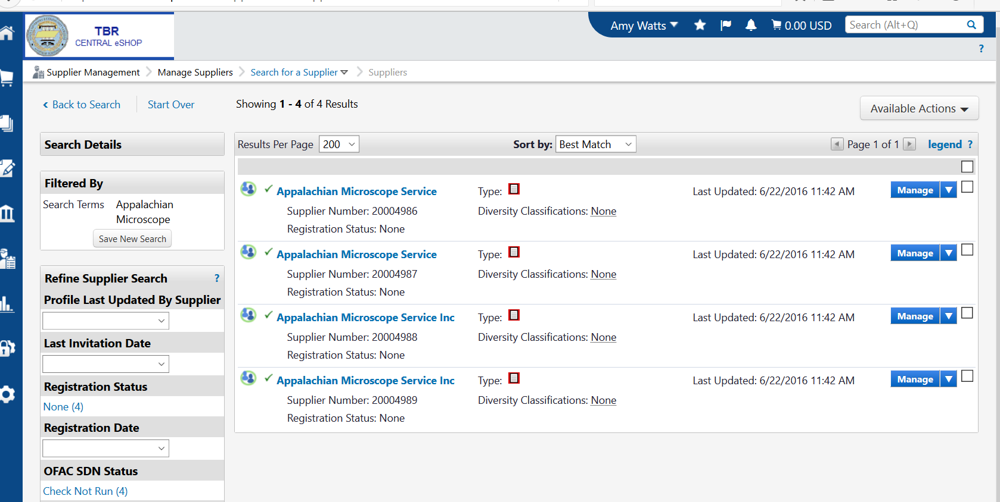 TBR
CENTRAL eSHOP
Amy Watts
0.00 USD
Search (Alt+Q)
?
Supplier Management
Manage Suppliers
Search for a Supplier
Suppliers
Back to Search
Start Over
Showing 1 - 4 of 4 Results
Available Actions
Search Details
Filtered By
Search Terms Appalachian
Microscope
Save New Search
Refine Supplier Search ?
Profile Last Updated By Supplier
Last Invitation Date
Registration Status
None (4)
Registration Date
OFAC SDN Status
Check Not Run (4)
Results Per Page 200
Sort by: Best Match
Page 1 of 1
legend ?
Appalachian Microscope Service Type: Last Updated: 6/22/2016 11:42 AM Manage
Supplier Number: 20004986 Diversity Classifications: None
Registration Status: None
Appalachian Microscope Service Type: Last Updated: 6/22/2016 11:42 AM Manage
Supplier Number: 20004987 Diversity Classifications: None
Registration Status: None
Appalachian Microscope Service Inc Type: Last Updated: 6/22/2016 11:42 AM Manage
Supplier Number: 20004988 Diversity Classifications: None
Registration Status: None
Appalachian Microscope Service Inc Type: Last Updated: 6/22/2016 11:42 AM Manage
Supplier Number: 20004989 Diversity Classifications: None
Registration Status: None